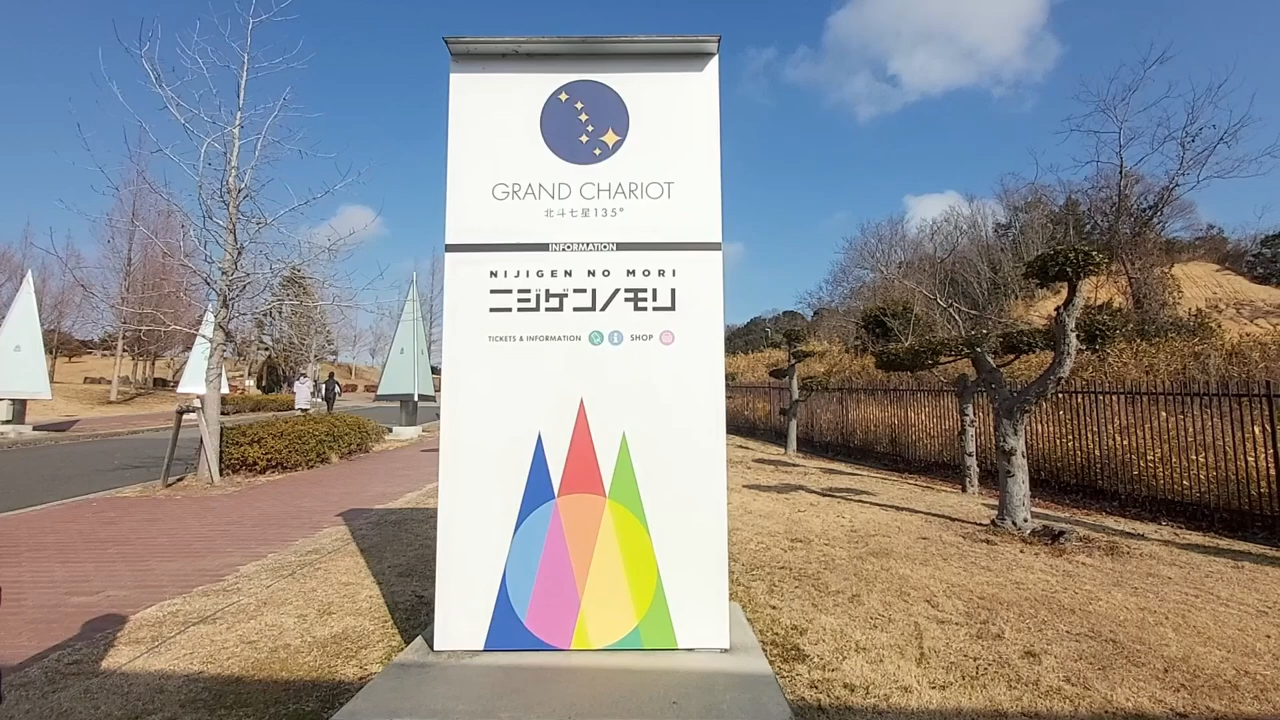 GRAND CHARIOT
北斗七星135°
INFORMATION
NIJIGEN NO MORI
ニジゲンノモリ
TICKETS & INFORMATION SHOP